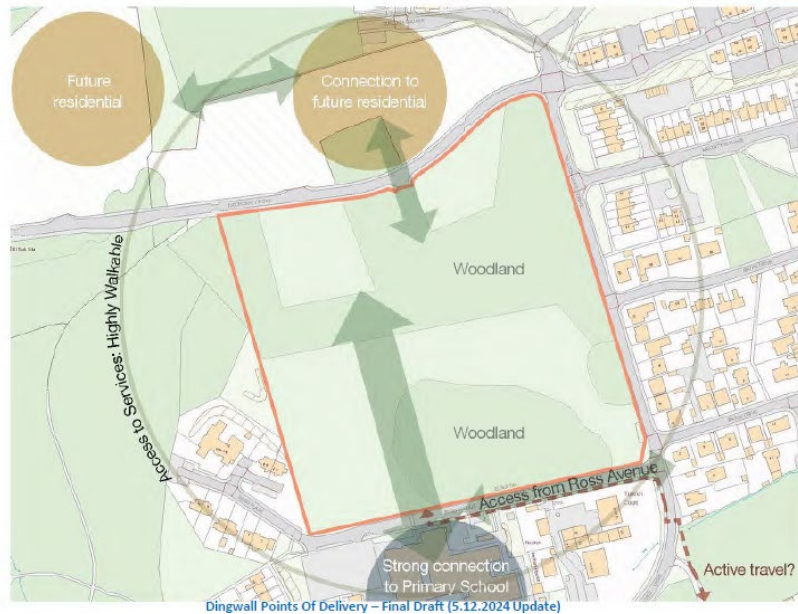 Future
residential
Connection to
future residential
Woodland
Access to Services: Highly Walkable
Woodland
Access from Ross Avenue
Strong connection
to Primary School
Active travel?
Dingwall Points Of Delivery – Final Draft (5.12.2024 Update)